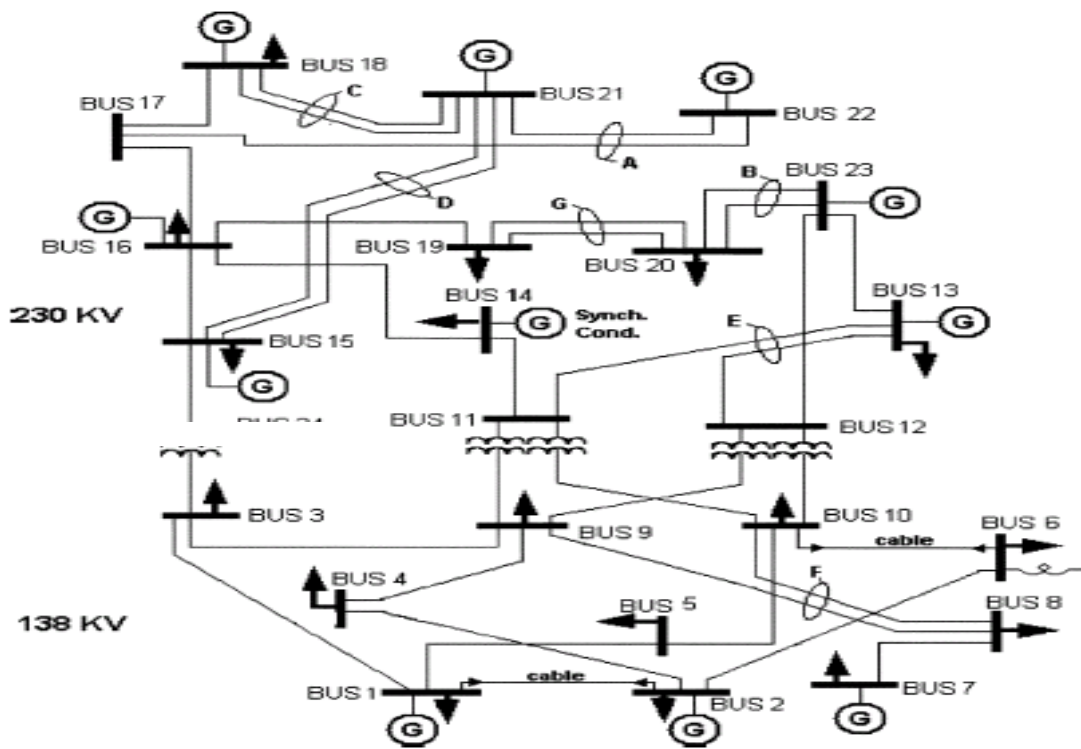 G
G
G
BUS 18
C
BUS 21
BUS 17
BUS 22
A
B
BUS 23
D
G
G
G
BUS 16
BUS 19
BUS 20
BUS 14
BUS 13
230 KV
G
Synch.
Cond.
E
G
BUS 15
G
BUS 11
BUS 12
BUS 3
BUS 9
BUS 10
BUS 6
cable
BUS 4
F
BUS 5
BUS 8
138 KV
cable
BUS 1
BUS 2
BUS 7
G
G
G